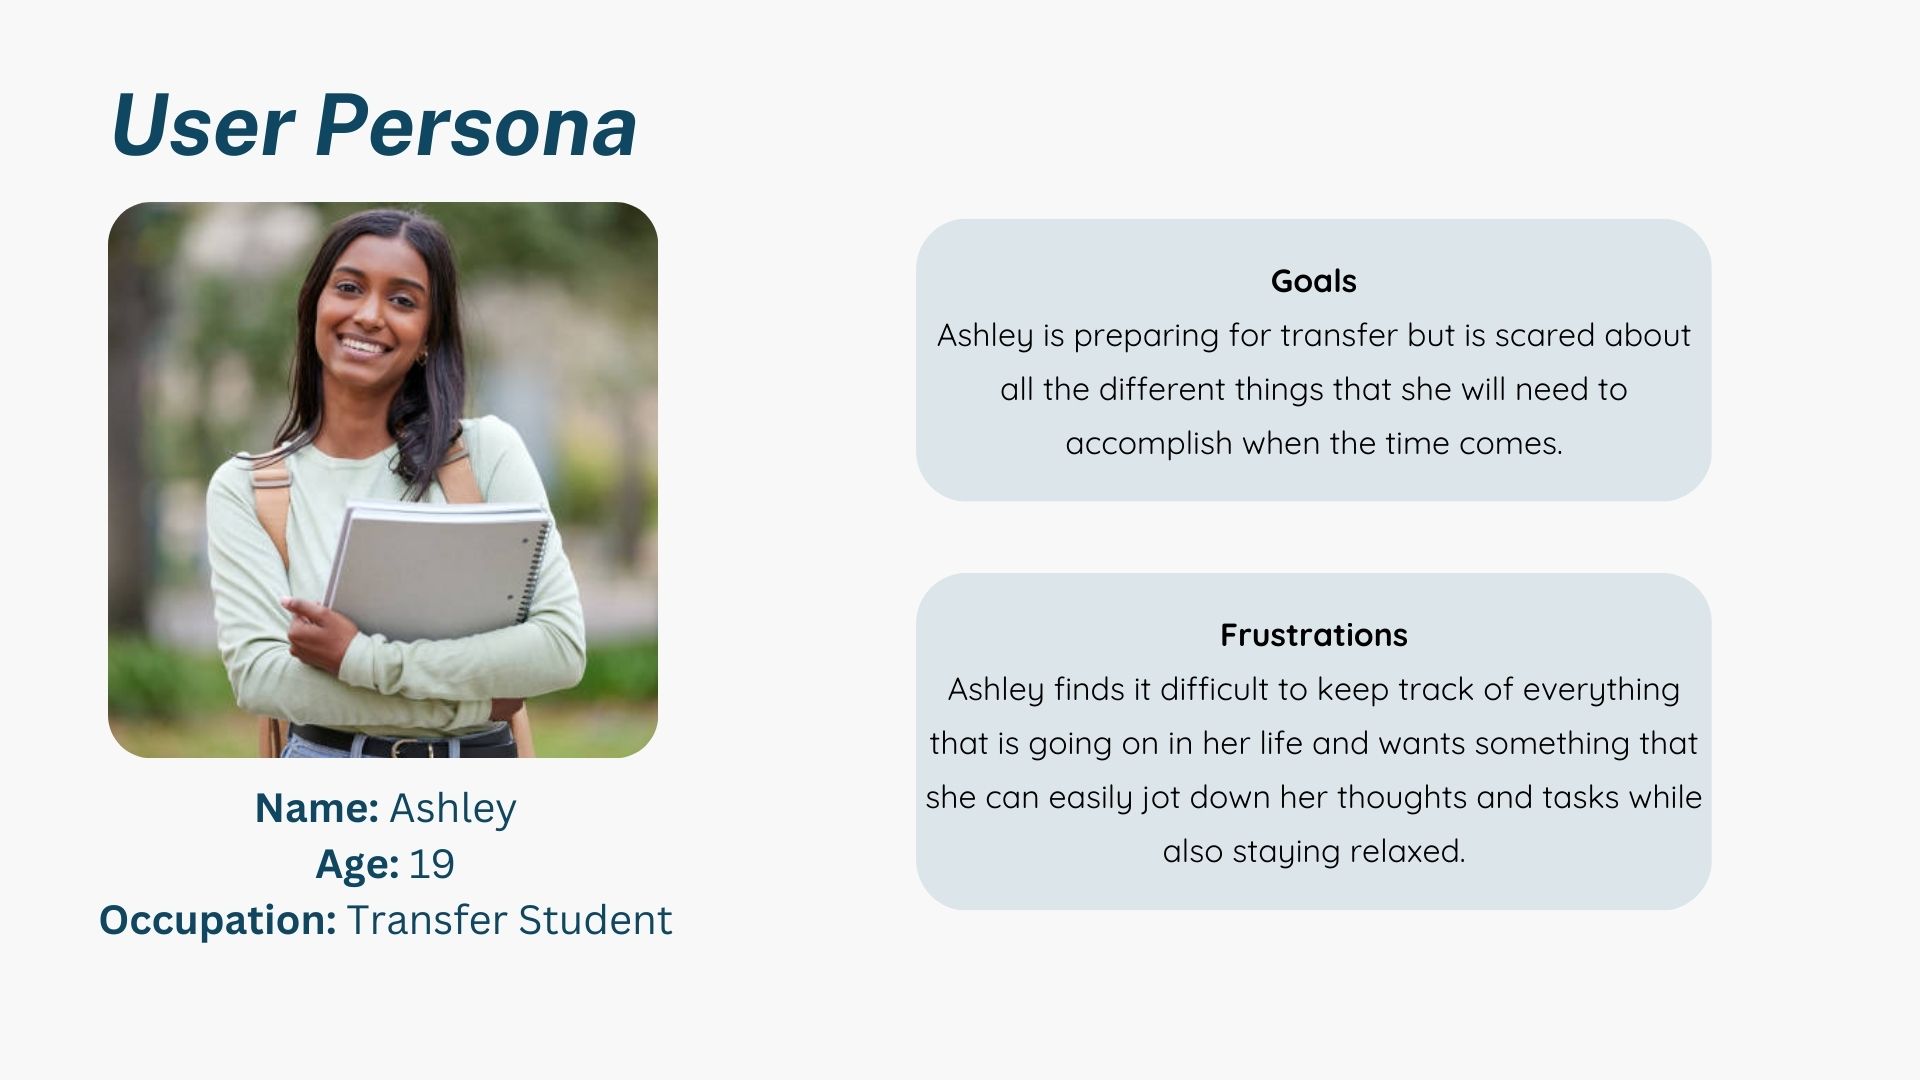 User Persona
Name: Ashley
Age: 19
Occupation: Transfer Student
Goals
Ashley is preparing for transfer but is scared about
all the different things that she will need to
accomplish when the time comes.
Frustrations
Ashley finds it difficult to keep track of everything
that is going on in her life and wants something that
she can easily jot down her thoughts and tasks while
also staying relaxed.